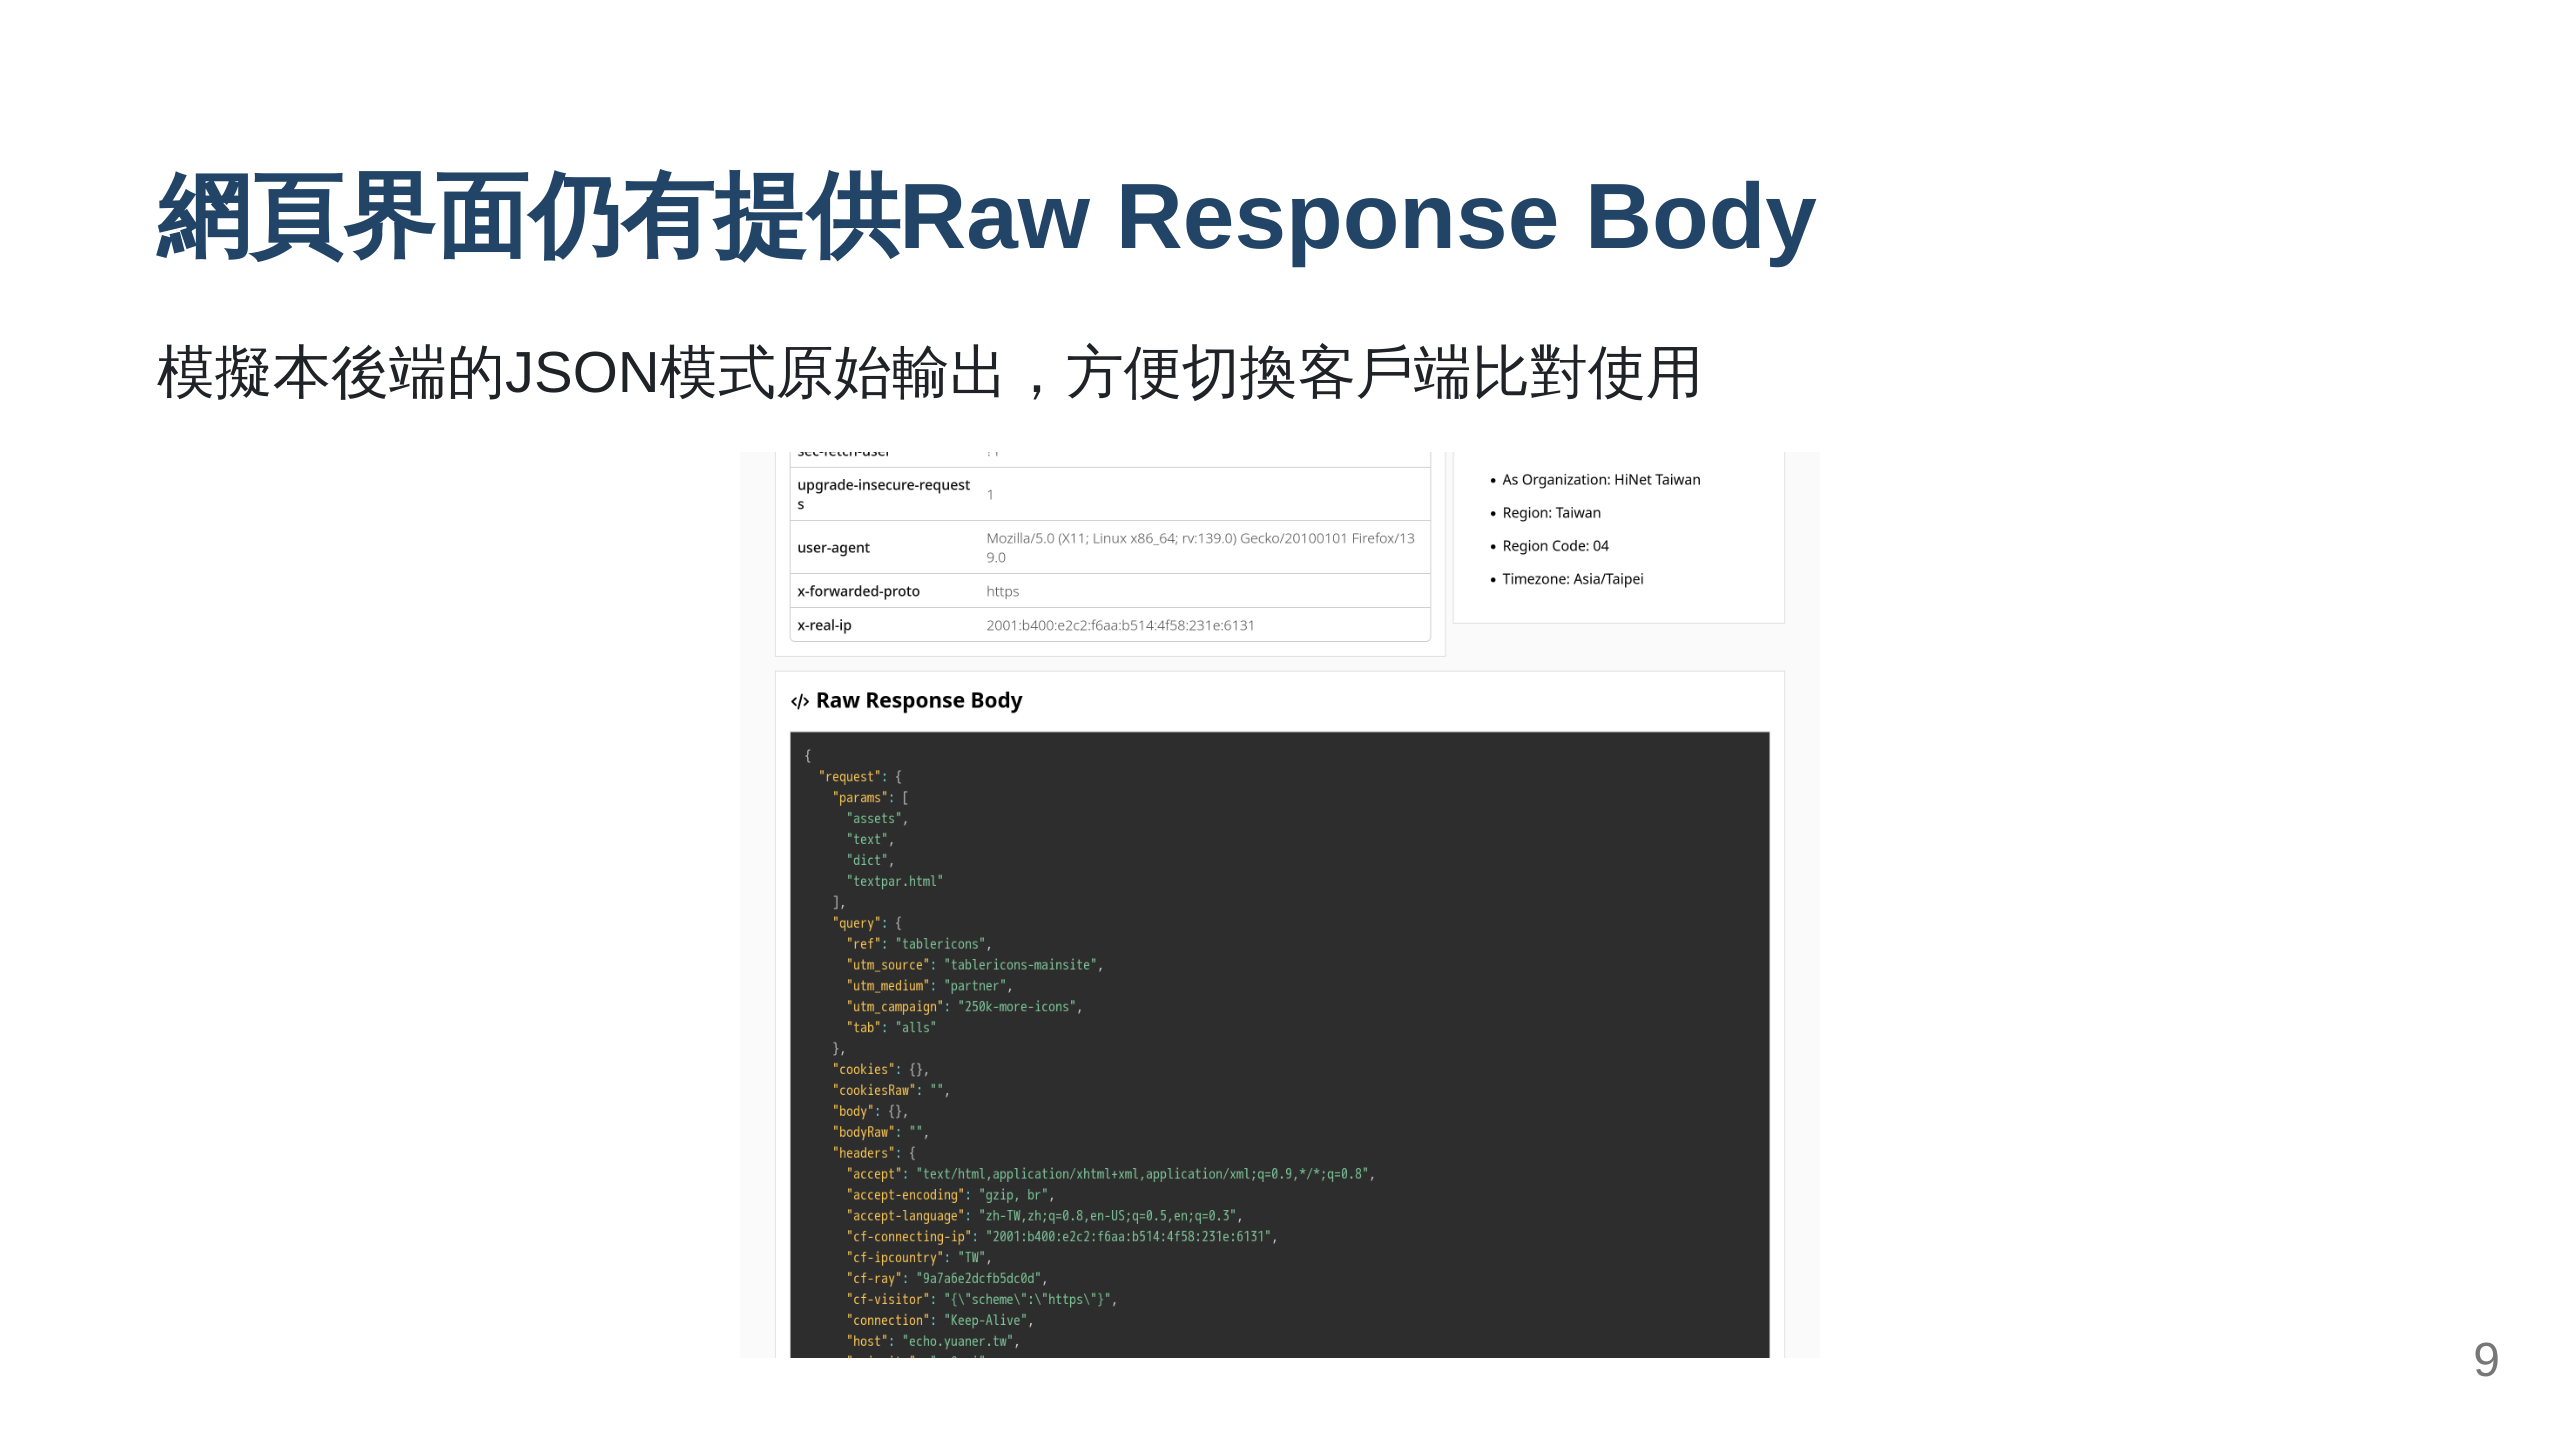 網頁界面仍有提供Raw Response Body
模擬本後端的JSON模式原始輸出，方便切換客戶端比對使用
sec-fetch-user ?1
upgrade-insecure-request
s
1
user-agent
Mozilla/5.0 (X11; Linux x86_64; rv:139.0) Gecko/20100101 Firefox/13
9.0
x-forwarded-proto https
x-real-ip 2001:b400:e2c2:f6aa:b514:4f58:231e:6131
• As Organization: HiNet Taiwan
• Region: Taiwan
• Region Code: 04
• Timezone: Asia/Taipei
</> Raw Response Body
{
  "request": {
    "params": [
      "assets",
      "text",
      "dict",
      "textpar.html"
    ],
    "query": {
      "ref": "tablericons",
      "utm_source": "tablericons-mainsite",
      "utm_medium": "partner",
      "utm_campaign": "250k-more-icons",
      "tab": "alls"
    },
    "cookies": {},
    "cookiesRaw": "",
    "body": {},
    "bodyRaw": "",
    "headers": {
      "accept": "text/html,application/xhtml+xml,application/xml;q=0.9,*/*;q=0.8",
      "accept-encoding": "gzip, br",
      "accept-language": "zh-TW,zh;q=0.8,en-US;q=0.5,en;q=0.3",
      "cf-connecting-ip": "2001:b400:e2c2:f6aa:b514:4f58:231e:6131",
      "cf-ipcountry": "TW",
      "cf-ray": "9a7a6e2dcfb5dc0d",
      "cf-visitor": "{\"scheme\":\"https\"}",
      "connection": "Keep-Alive",
      "host": "echo.yuaner.tw",
9